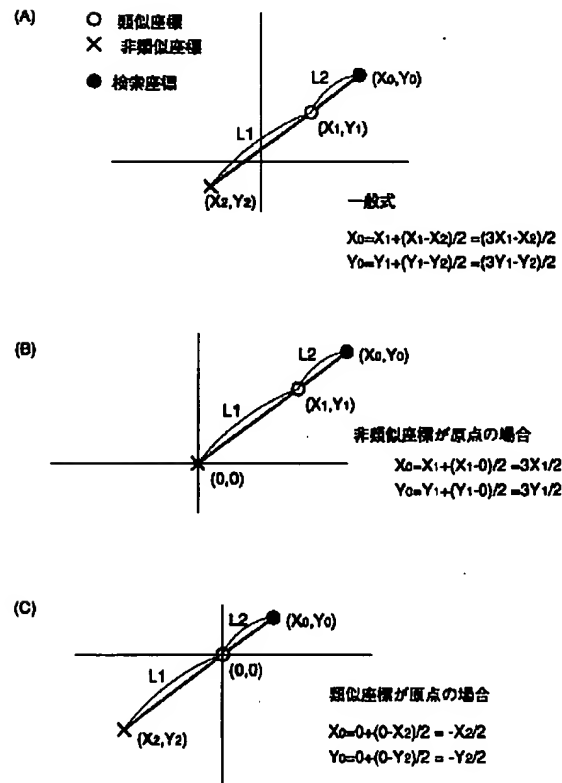 (A)
○ 類似座標
× 非類似座標
● 検索座標
L2
(X0,Y0)
(X1,Y1)
L1
(X2,Y2)
一般式
X0=X1+(X1-X2)/2 =(3X1-X2)/2
Y0=Y1+(Y1-Y2)/2 =(3Y1-Y2)/2
(B)
L2
(X0,Y0)
(X1,Y1)
L1
(0,0)
非類似座標が原点の場合
X0=X1+(X1-0)/2 =3X1/2
Y0=Y1+(Y1-0)/2 =3Y1/2
(C)
L2
(X0,Y0)
(0,0)
L1
(X2,Y2)
類似座標が原点の場合
X0=0+(0-X2)/2 = -X2/2
Y0=0+(0-Y2)/2 = -Y2/2